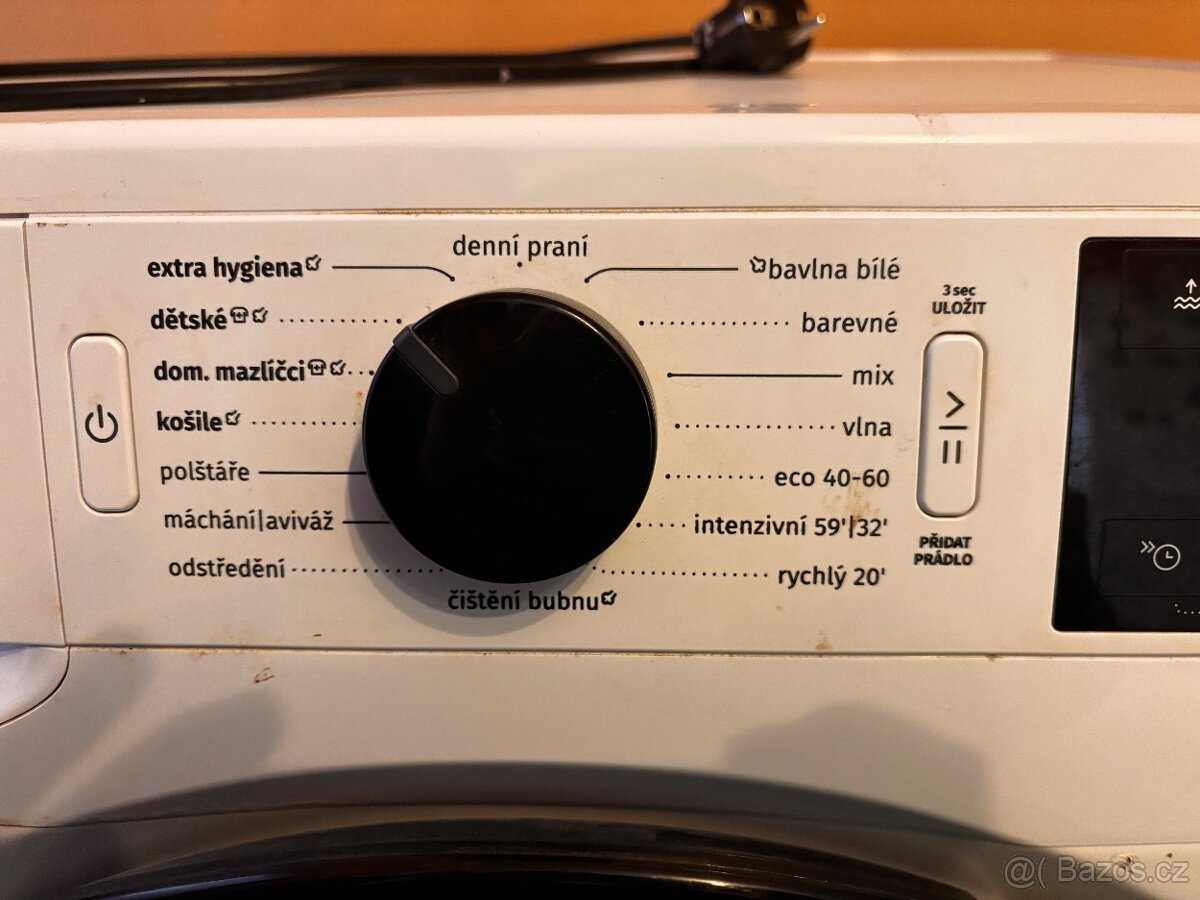 denní praní
extra hygiena
dětské
dom. mazlíčci
košile
polštáře
máchání|aviváž
odstředění
čištění bubnu
bavlna bílé
barevné
mix
vlna
eco 40-60
intenzivní 59'|32'
rychlý 20'
3 sec
ULOŽIT
PŘIDAT
PRÁDLO
@( Bazoš.cz